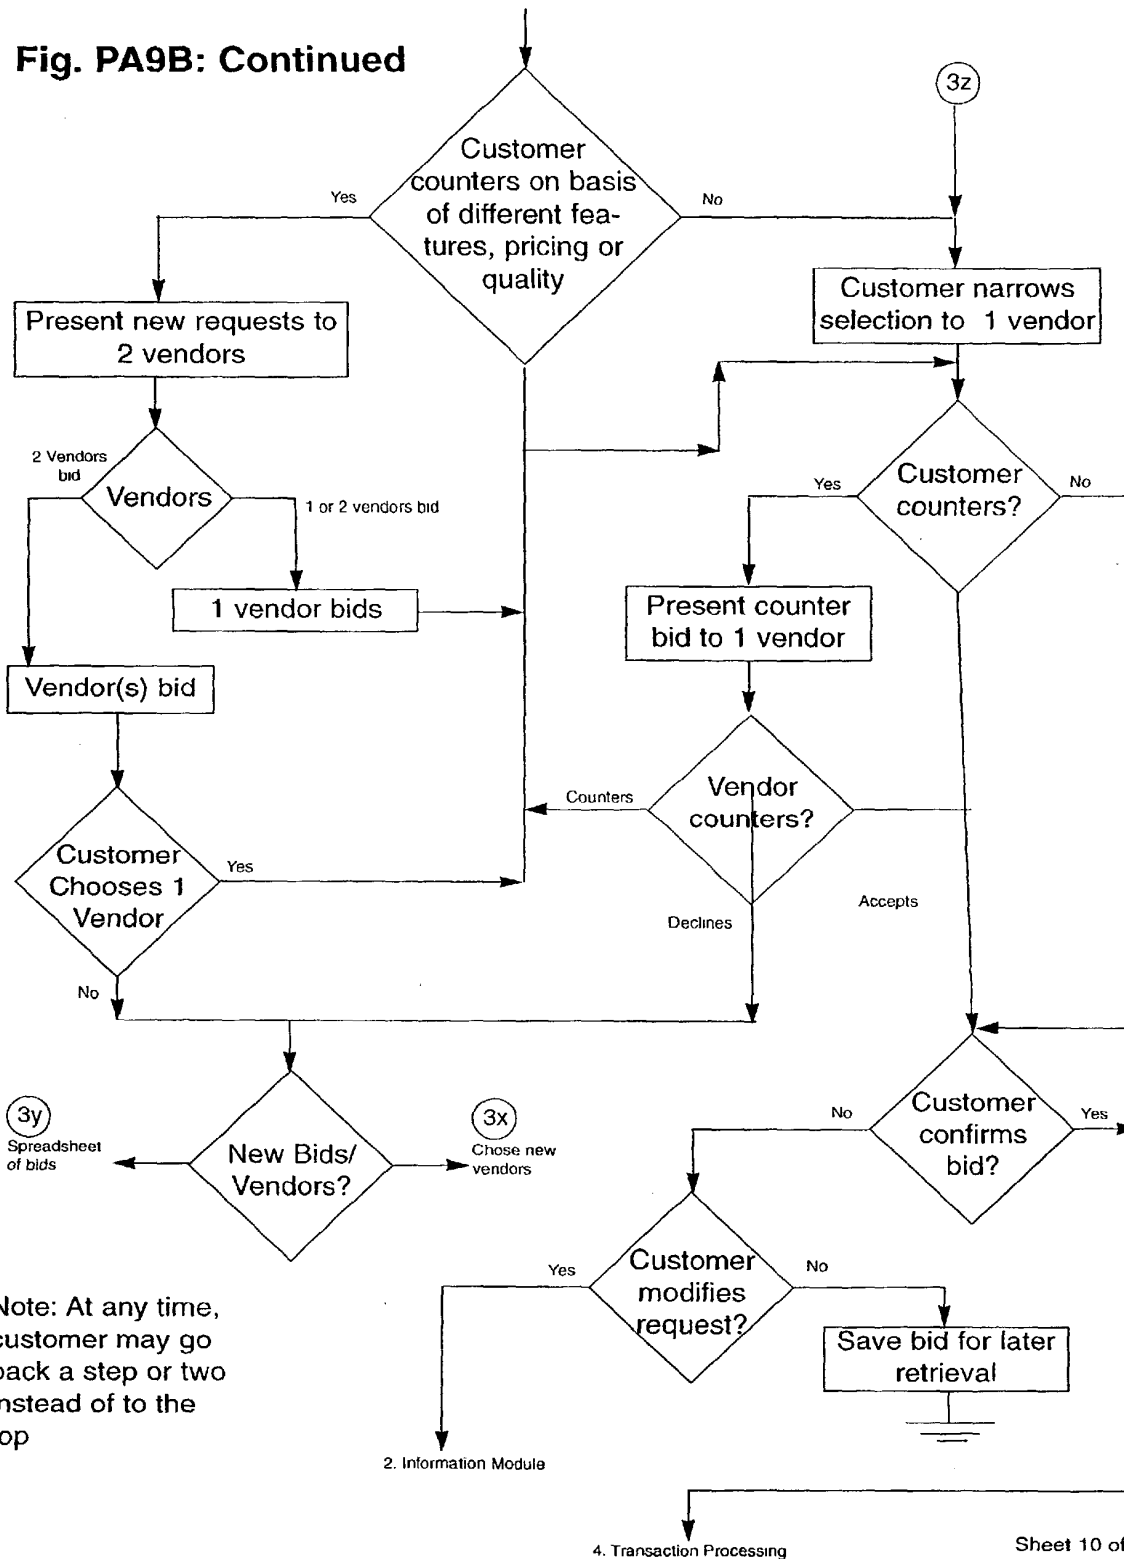 Fig. PA9B: Continued
3z
Customer
counters on basis
of different fea-
tures, pricing or
quality
Yes
No
Present new requests to
2 vendors
Customer narrows
selection to 1 vendor
2 Vendors
bid
Vendors
1 or 2 vendors bid
Customer
counters?
Yes
No
1 vendor bids
Present counter
bid to 1 vendor
Vendor(s) bid
Vendor
counters?
Counters
Customer
Chooses 1
Vendor
Yes
Accepts
Declines
No
3y
Spreadsheet
of bids
New Bids/
Vendors?
3x
Chose new
vendors
Customer
confirms
bid?
No
Yes
Customer
modifies
request?
Yes
No
Save bid for later
retrieval
Note: At any time,
customer may go
back a step or two
instead of to the
top
2. Information Module
4. Transaction Processing
Sheet 10 of